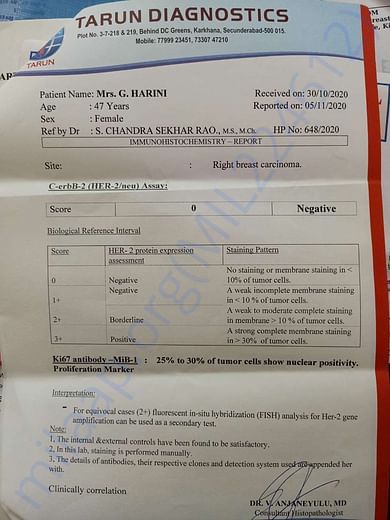 TARUN DIAGNOSTICS
Plot No. 3-7-218 & 219, Behind DC Greens, Karkhana, Secunderabad-500 015.
Mobile: 77999 23451, 73307 47210
TARUN
Patient Name: Mrs. G. HARINI Received on: 30/10/2020
Age : 47 Years Reported on: 05/11/2020
Sex : Female
Ref by Dr : S. CHANDRA SEKHAR RAO., M.S., M.Ch. HP No: 648/2020
IMMUNOHISTOCHEMISTRY – REPORT
Site: : Right breast carcinoma.
C-erbB-2 (HER-2/neu) Assay:
Score 0 Negative
Biological Reference Interval
Score HER- 2 protein expression assessment Staining Pattern
0 Negative No staining or membrane staining in < 10% of tumor cells.
1+ Negative A weak incomplete membrane staining in < 10 % of tumor cells.
2+ Borderline A weak to moderate complete staining in membrane > 10 % of tumor cells.
3+ Positive A strong complete membrane staining in > 30% of tumor cells.
Ki67 antibody –MiB-1 : 25% to 30% of tumor cells show nuclear positivity.
Proliferation Marker
Interpretation:
- For equivocal cases (2+) fluorescent in-situ hybridization (FISH) analysis for Her-2 gene
amplification can be used as a secondary test.
Note:
1. The internal &external controls have been found to be satisfactory.
2. In this lab, staining is performed manually.
3. The details of antibodies, their respective clones and detection system used are appended her
with.
Clinically correlation
DR. V. ANJANEYULU, MD
Consultant Histopathologist